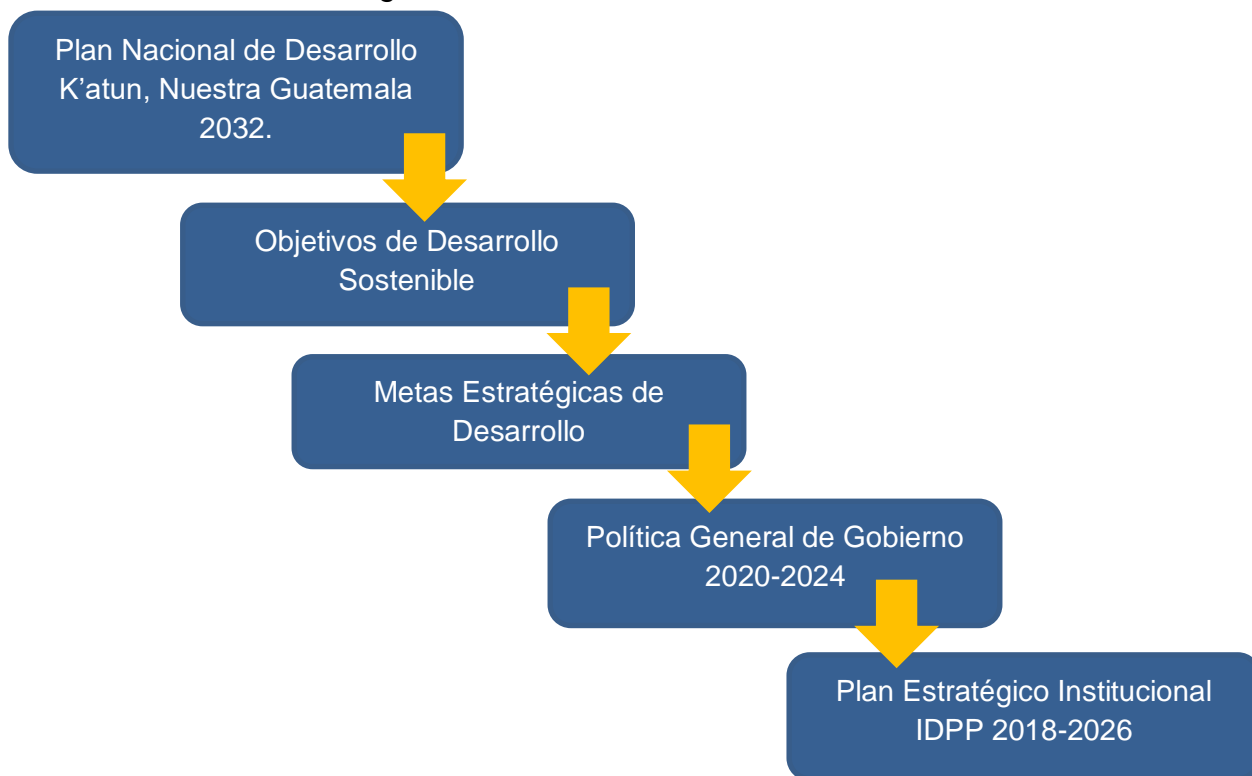 Plan Nacional de Desarrollo
K’atun, Nuestra Guatemala
2032.
Objetivos de Desarrollo
Sostenible
Metas Estratégicas de
Desarrollo
Política General de Gobierno
2020-2024
Plan Estratégico Institucional
IDPP 2018-2026